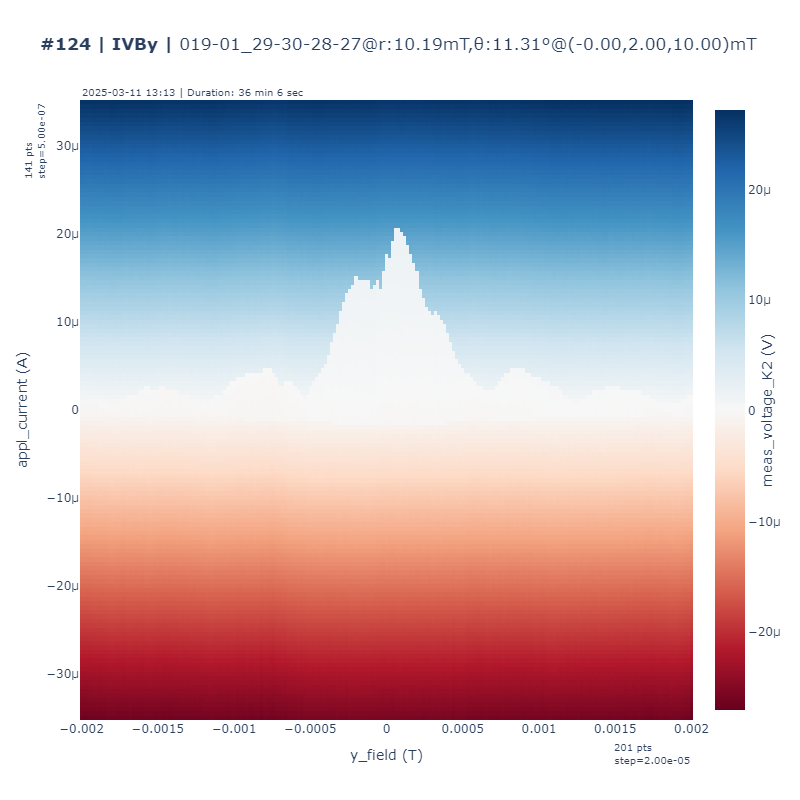 #124 | IVBy | 019-01_29-30-28-27@r:10.19mT,θ:11.31º@(-0.00,2.00,10.00)mT
2025-03-11 13:13 | Duration: 36 min 6 sec
141 pts
step=5.00e-07
30μ
20μ
10μ
0
−10μ
−20μ
−30μ
appl_current (A)
−0.002
−0.0015
−0.001
−0.0005
0
0.0005
0.001
0.0015
0.002
y_field (T)
201 pts
step=2.00e-05
20μ
10μ
0
−10μ
−20μ
meas_voltage_K2 (V)